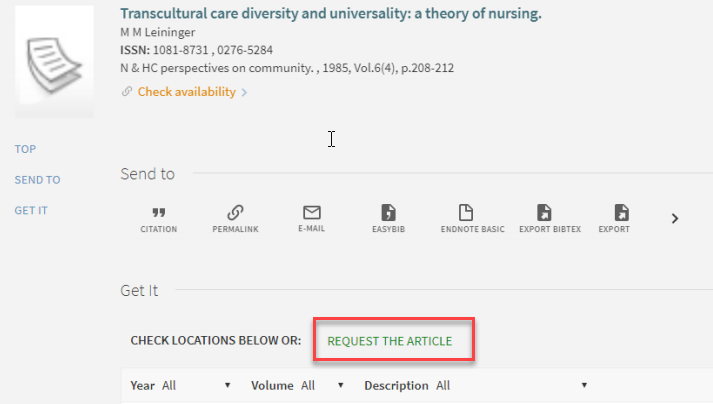 Transcultural care diversity and universality: a theory of nursing.
M M Leininger
ISSN: 1081-8731 , 0276-5284
N & HC perspectives on community. , 1985, Vol.6(4), p.208-212
Check availability
TOP
SEND TO
GET IT
Send to
CITATION PERMALINK E-MAIL EASYBIB ENDNOTE BASIC EXPORT BIBTEX EXPORT
Get It
CHECK LOCATIONS BELOW OR: REQUEST THE ARTICLE
Year All Volume All Description All